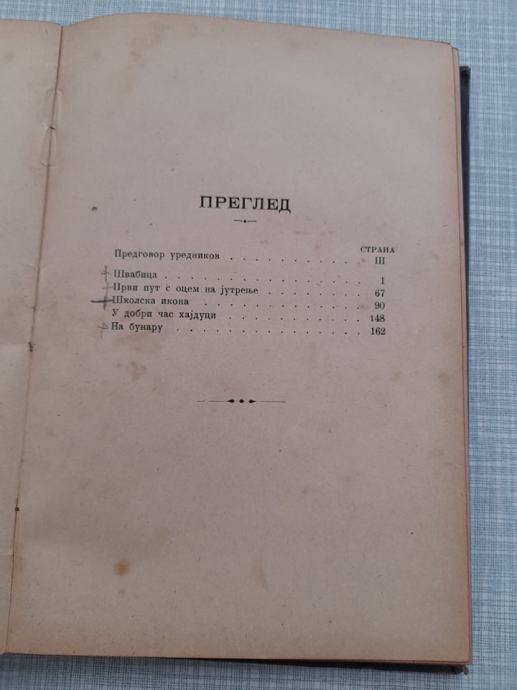 ПРЕГЛЕД
СТРАНА
Предговор уредников . . . . . . . . . . III
Швабица . . . . . . . . . . . . . . . 1
Први пут с оцем на јутрење . . . . . . . . 67
Школска икона . . . . . . . . . . . . . 90
У добри час хајдуци . . . . . . . . . . 148
На бунару . . . . . . . . . . . . . . 162